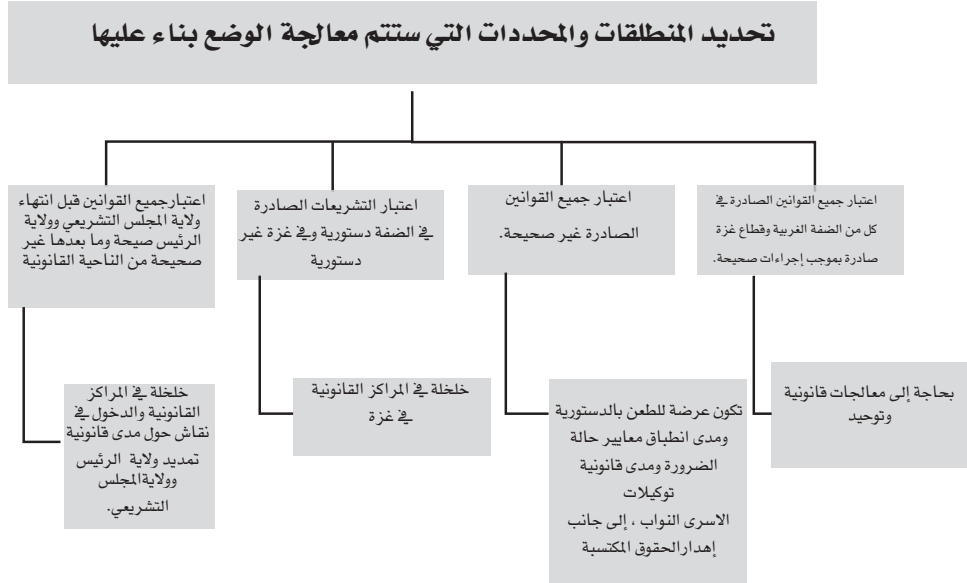 تحديد المنطلقات والمحددات التي ستتم معالجة الوضع بناء عليها
اعتبار جميع القوانين الصادرة في
كل من الضفة الغربية وقطاع غزة
صادرة بموجب إجراءات صحيحة.
اعتبار جميع القوانين
الصادرة غير صحيحة.
اعتبار التشريعات الصادرة
في الضفة دستورية وفي غزة غير
دستورية
اعتبارجميع القوانين قبل انتهاء
ولاية المجلس التشريعي وولاية
الرئيس صيحة وما بعدها غير
صحيحة من الناحية القانونية
بحاجة إلى معالجات قانونية
وتوحيد
تكون عرضة للطعن بالدستورية
ومدى انطباق معايير حالة
الضرورة ومدى قانونية
توكيلات
الاسرى النواب ، إلى جانب
إهدار الحقوق المكتسبة
خلخلة في المراكز القانونية
في غزة
خلخلة في المراكز
القانونية والدخول في
نقاش حول مدى قانونية
تمديد ولاية الرئيس
وولاية المجلس
التشريعي.